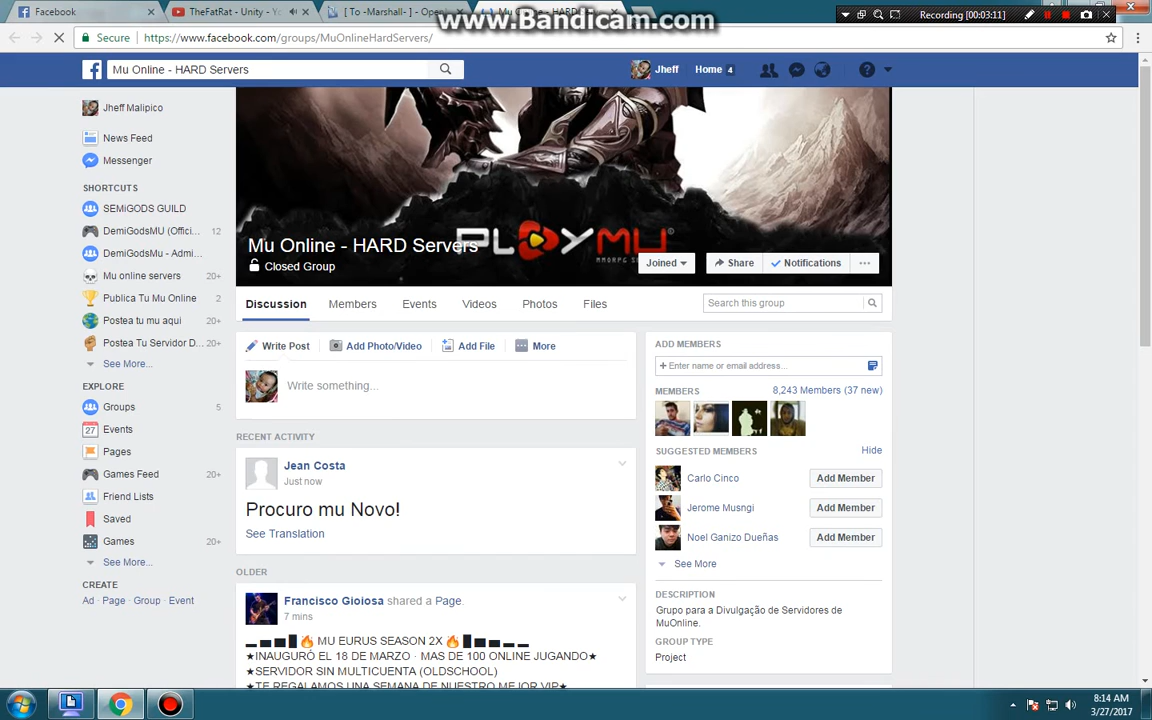 Facebook
TheFatRat - Unity - Y
[ To -Marshall- ] - Open
www.Bandicam.com
Recording [00:03:11]
Secure
https://www.facebook.com/groups/MuOnlineHardServers/
Mu Online - HARD Servers
Jheff
Home 4
Jheff Malipico
News Feed
Messenger
SHORTCUTS
SEMiGODS GUILD
DemiGodsMU (Offici... 12
DemiGodsMu - Admi...
Mu online servers 20+
Publica Tu Mu Online 2
Postea tu mu aqui 20+
Postea Tu Servidor D... 20+
See More...
EXPLORE
Groups 5
Events
Pages
Games Feed 20+
Friend Lists
Saved
Games 20+
See More...
CREATE
Ad · Page · Group · Event
PLAYMU
Mu Online - HARD Servers
Closed Group
Joined
Share
Notifications
Discussion
Members
Events
Videos
Photos
Files
Search this group
Write Post
Add Photo/Video
Add File
More
Write something...
RECENT ACTIVITY
Jean Costa
Just now
Procuro mu Novo!
See Translation
OLDER
Francisco Gioiosa shared a Page.
7 mins
▂ ▅ ▆ █ 🔥 MU EURUS SEASON 2X 🔥 █ ▆ ▅ ▂ ▂
★INAUGURÓ EL 18 DE MARZO · MAS DE 100 ONLINE JUGANDO★
★SERVIDOR SIN MULTICUENTA (OLDSCHOOL)
★TE REGALAMOS UNA SEMANA DE NUESTRO MEJOR VIP★
ADD MEMBERS
+ Enter name or email address...
MEMBERS
8,243 Members (37 new)
SUGGESTED MEMBERS
Hide
Carlo Cinco
Add Member
Jerome Musngi
Add Member
Noel Ganizo Dueñas
Add Member
See More
DESCRIPTION
Grupo para a Divulgação de Servidores de
MuOnline.
GROUP TYPE
Project
8:14 AM
3/27/2017